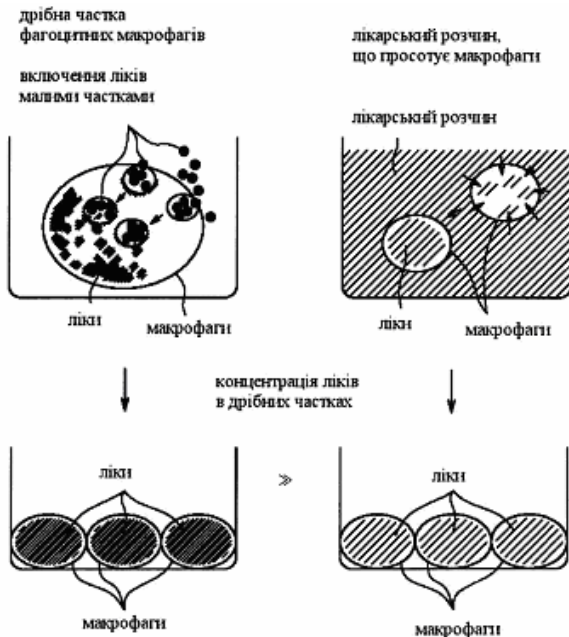 дрібна частка
фагоцитних макрофагів
включення ліків
малими частками
ліки
макрофаги
лікарський розчин,
що просотує макрофаги
лікарський розчин
ліки
макрофаги
концентрація ліків
в дрібних частках
ліки
макрофаги
>>
ліки
макрофаги